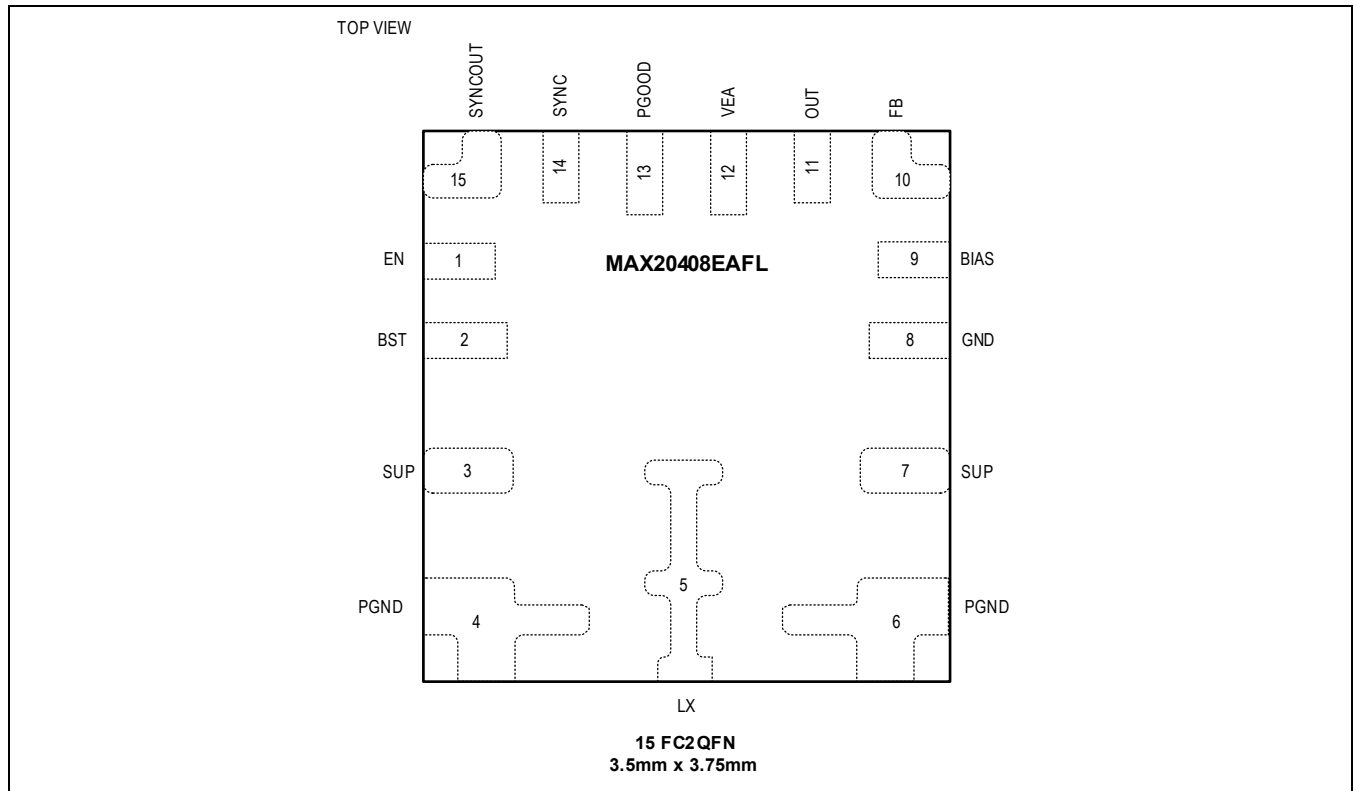 TOP VIEW
SYNCOUT
SYNC
PGOOD
VEA
OUT
FB
15
14
13
12
11
10
EN
1
MAX20408EAFL
9
BIAS
BST
2
8
GND
SUP
3
7
SUP
PGND
4
5
6
PGND
LX
15 FC2QFN
3.5mm x 3.75mm